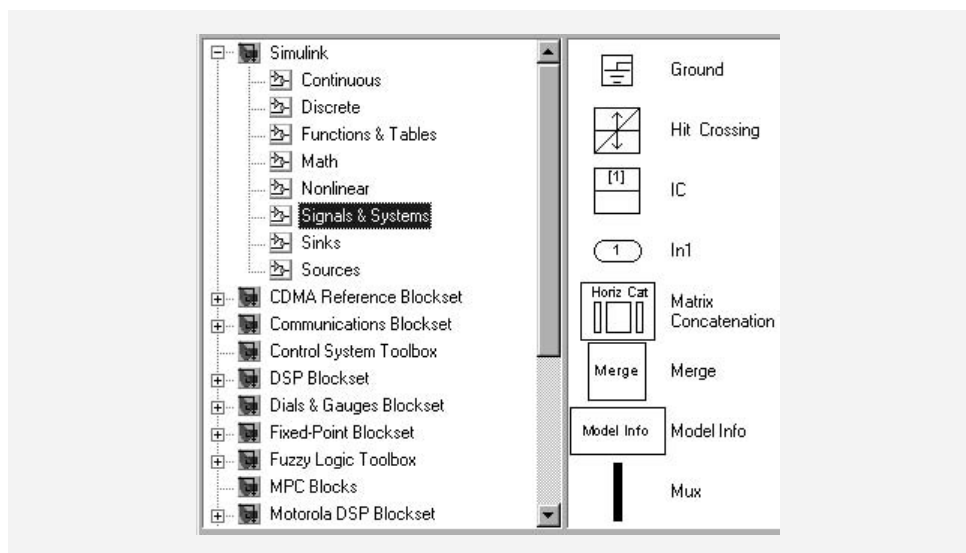 Simulink
Continuous
Discrete
Functions & Tables
Math
Nonlinear
Signals & Systems
Sinks
Sources
CDMA Reference Blockset
Communications Blockset
Control System Toolbox
DSP Blockset
Dials & Gauges Blockset
Fixed-Point Blockset
Fuzzy Logic Toolbox
MPC Blocks
Motorola DSP Blockset
Ground
Hit Crossing
[1]
IC
1
In1
Horiz Cat
Matrix
Concatenation
Merge
Merge
Model Info
Model Info
Mux